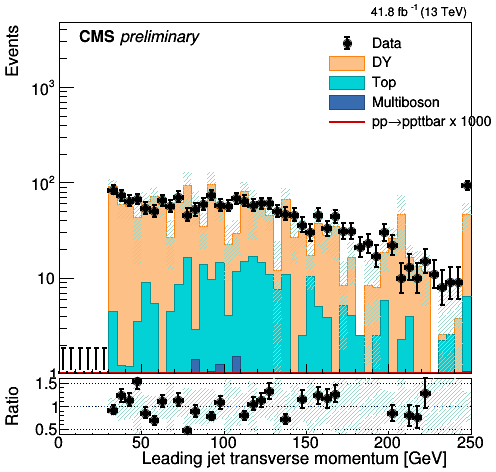 41.8 fb⁻¹ (13 TeV)
CMS preliminary
Events
Data
DY
Top
Multiboson
pp→ppttbar x 1000
10³
10²
10
1
Ratio
1.5
1
0.5
0 50 100 150 200 250
Leading jet transverse momentum [GeV]